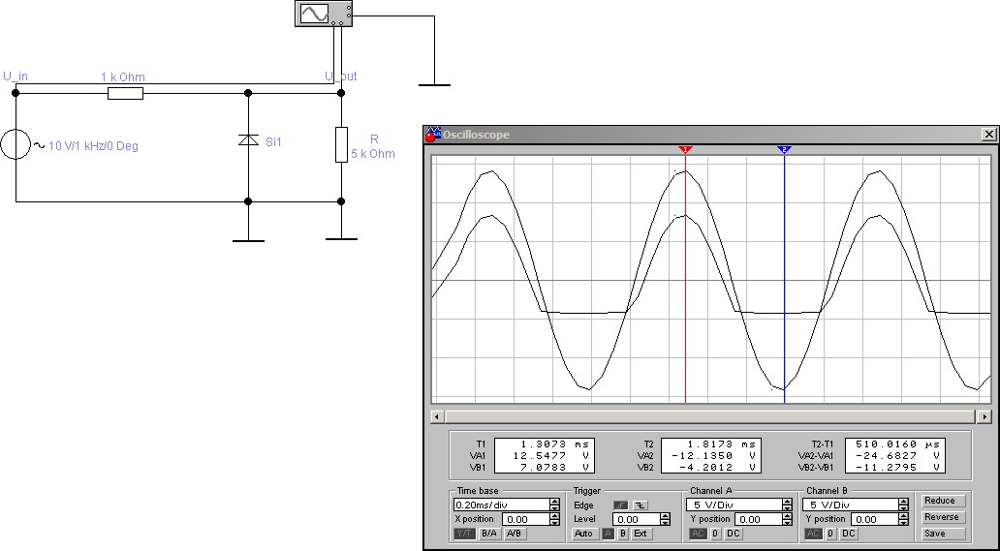 U_in
1 k Ohm
U_out
10 V/1 kHz/0 Deg
Si1
R
5 k Ohm
Oscilloscope
1
2
T1 1.3073 ms
VA1 12.5477 V
VB1 7.0783 V
T2 1.8173 ms
VA2 -12.1350 V
VB2 -4.2012 V
T2-T1 510.0160 µs
VA2-VA1 -24.6827 V
VB2-VB1 -11.2795 V
Time base
0.20ms/div
X position 0.00
Y/T B/A A/B
Trigger
Edge
Level 0.00
Auto A B Ext
Channel A
5 V/Div
Y position 0.00
AC 0 DC
Channel B
5 V/Div
Y position 0.00
AC 0 DC
Reduce
Reverse
Save